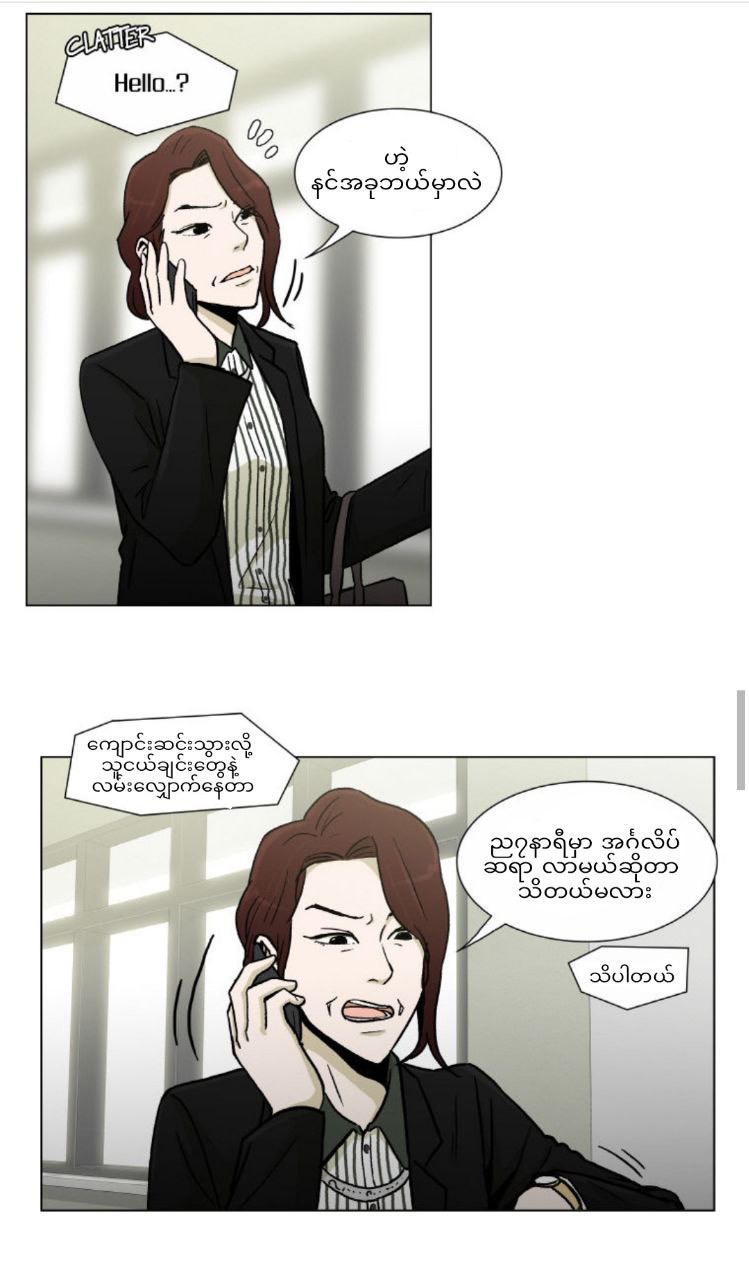 CLATTER
Hello...?
ဟဲ့
နင်အခုဘယ်မှာလဲ
ကျောင်းဆင်းသွားလို့
သူငယ်ချင်းတွေနဲ့
လမ်းလျှောက်နေတာ
ည၇နာရီမှာ အင်္ဂလိပ်
ဆရာ လာမယ်ဆိုတာ
သိတယ်မလား
သိပါတယ်